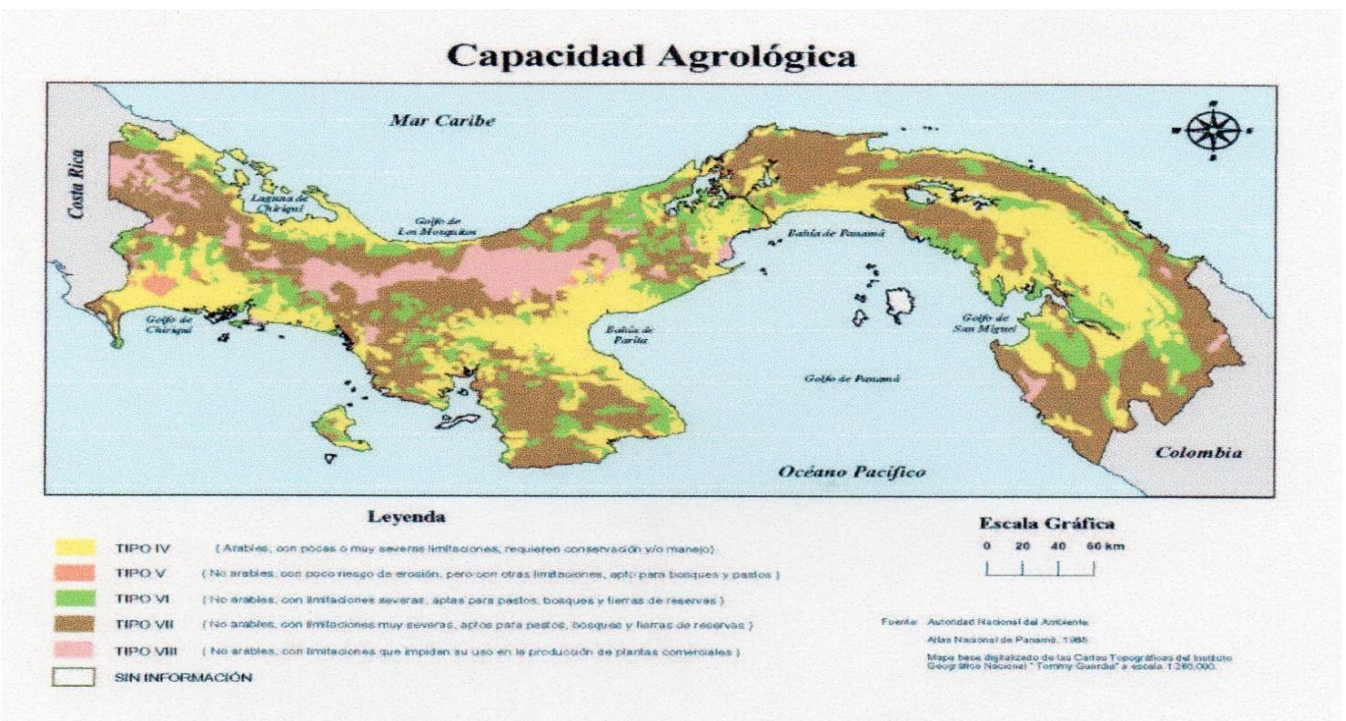 Capacidad Agrológica
Mar Caribe
Costa Rica
Laguna de
Chiriquí
Golfo de
Los Mosquitos
Bahía de Panamá
Golfo de
Chiriquí
Bahía de
Parita
Golfo de
San Miguel
Golfo de Panamá
Océano Pacífico
Colombia
Leyenda
TIPO IV ( Arables, con pocas o muy severas limitaciones, requieren conservación y/o manejo)
TIPO V ( No arables, con poco riesgo de erosión, pero con otras limitaciones, apto para bosques y pastos )
TIPO VI ( No arables, con limitaciones severas, aptas para pastos, bosques y tierras de reservas )
TIPO VII ( No arables, con limitaciones muy severas, aptos para pastos, bosques y tierras de reservas )
TIPO VIII ( No arables, con limitaciones que impiden su uso en la producción de plantas comerciales )
SIN INFORMACIÓN
Escala Gráfica
0 20 40 60 km
Fuente: Autoridad Nacional del Ambiente.
Atlas Nacional de Panamá, 1985.
Mapa base digitalizado de las Cartas Topográficas del Instituto
Geográfico Nacional " Tommy Guardia" a escala 1:250,000.